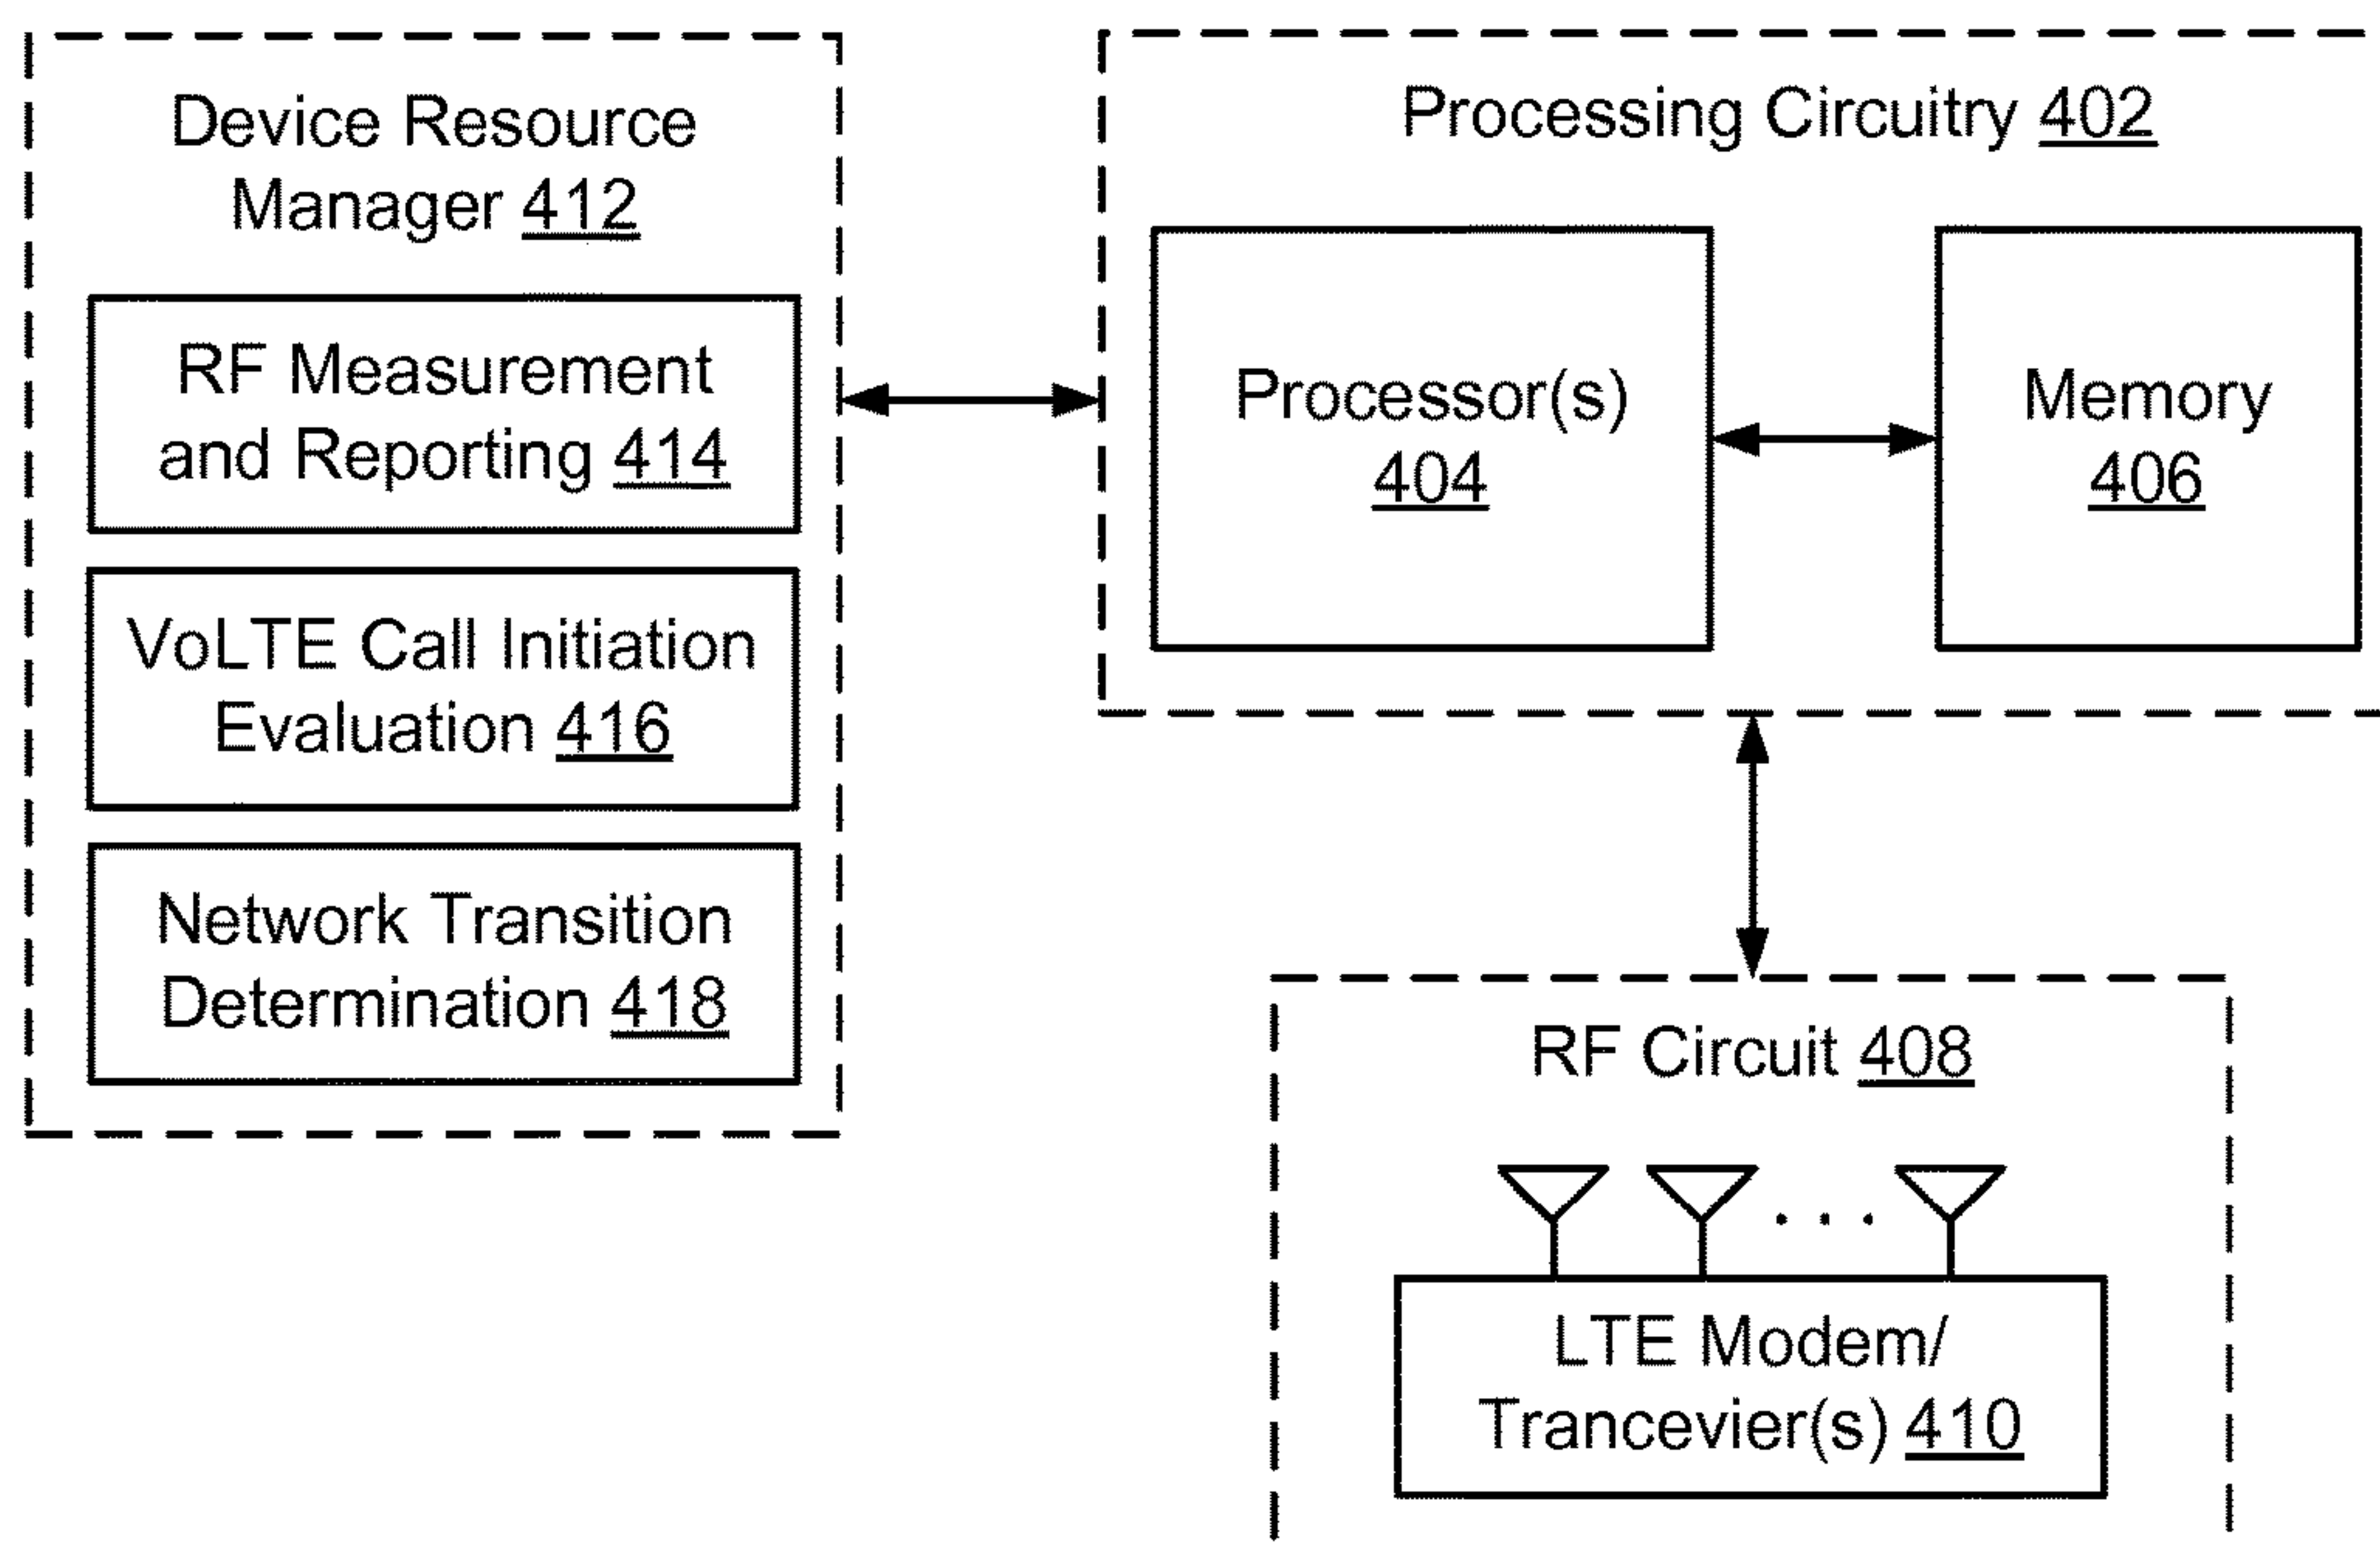 Device Resource
Manager 412
RF Measurement
and Reporting 414
VoLTE Call Initiation
Evaluation 416
Network Transition
Determination 418
Processing Circuitry 402
Processor(s)
404
Memory
406
RF Circuit 408
LTE Modem/
Trancevier(s) 410